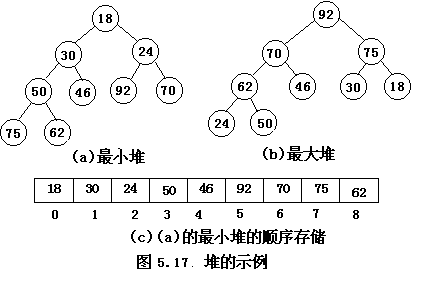 18 92
30 24 70 75
50 46 92 70 62 46 30 18
75 62 24 50
(a)最小堆 (b)最大堆
18 30 24 50 46 92 70 75 62
0 1 2 3 4 5 6 7 8
(c)(a)的最小堆的顺序存储
图 5.17. 堆的示例